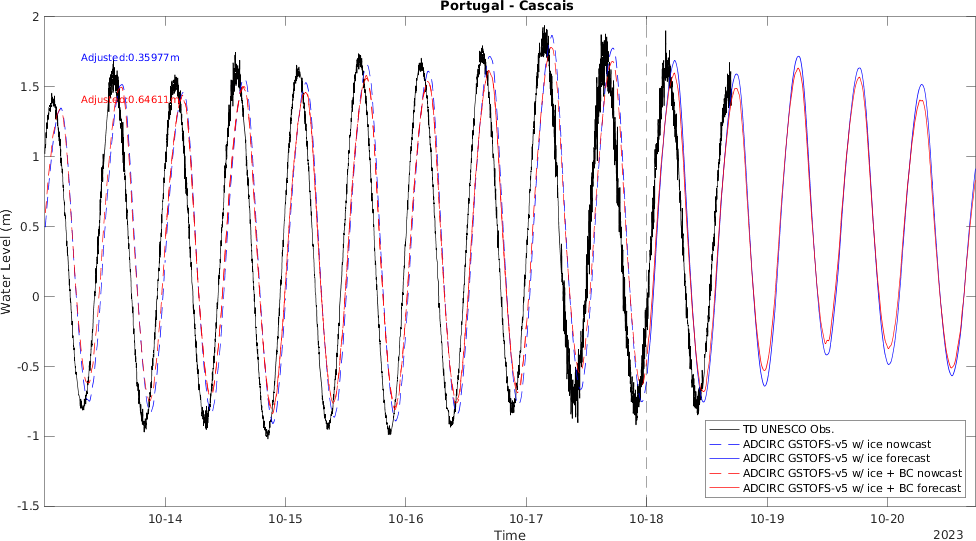 Portugal - Cascais
2
1.5
1
0.5
0
-0.5
-1
-1.5
Water Level (m)
Adjusted:0.35977m
Adjusted:0.64611m
TD UNESCO Obs.
ADCIRC GSTOFS-v5 w/ ice nowcast
ADCIRC GSTOFS-v5 w/ ice forecast
ADCIRC GSTOFS-v5 w/ ice + BC nowcast
ADCIRC GSTOFS-v5 w/ ice + BC forecast
10-14 10-15 10-16 10-17 10-18 10-19 10-20
Time
2023